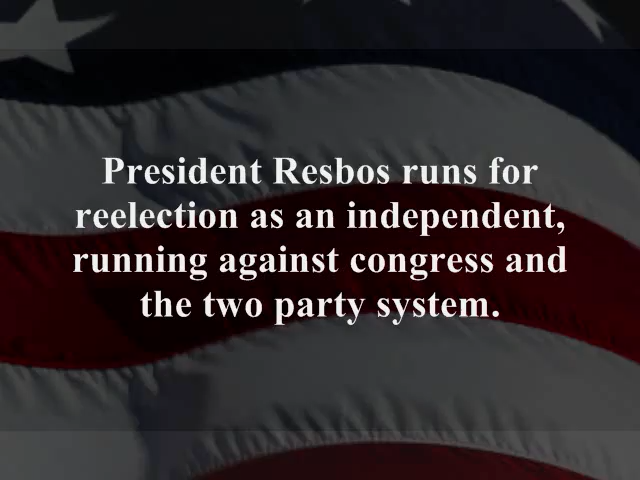 President Resbos runs for
reelection as an independent,
running against congress and
the two party system.